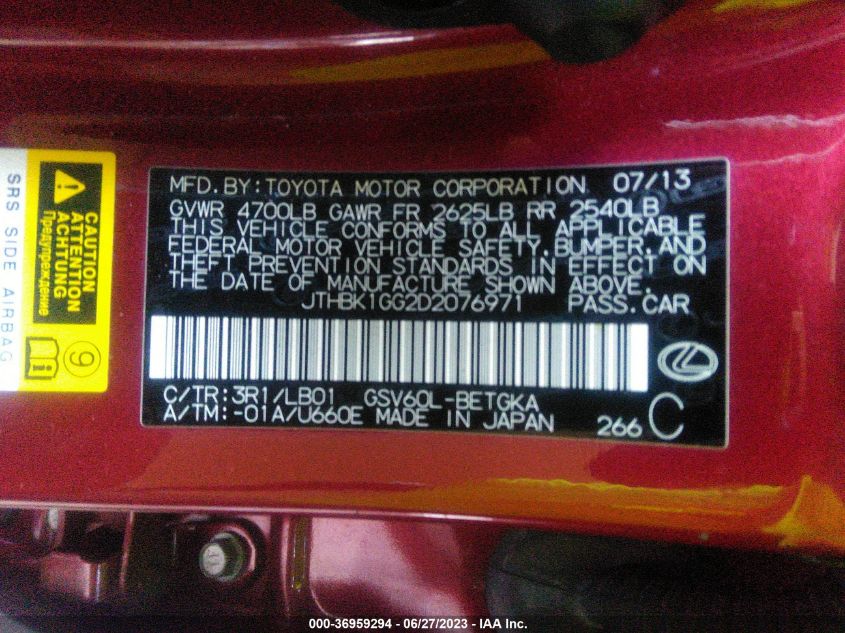 MFD. BY: TOYOTA MOTOR CORPORATION 07/13
GVWR 4700LB GAWR FR 2625LB RR 2540LB
THIS VEHICLE CONFORMS TO ALL APPLICABLE
FEDERAL MOTOR VEHICLE SAFETY, BUMPER, AND
THEFT PREVENTION STANDARDS IN EFFECT ON
THE DATE OF MANUFACTURE SHOWN ABOVE.
JTHBK1GG2D2076971 PASS. CAR
C/TR: 3R1/LB01 GSV60L-BETGKA
A/TM: -01A/U660E MADE IN JAPAN 266 C
SRS SIDE AIRBAG
CAUTION
ATTENTION
ACHTUNG
Предупреждение
9
000-36959294 - 06/27/2023 - IAA Inc.